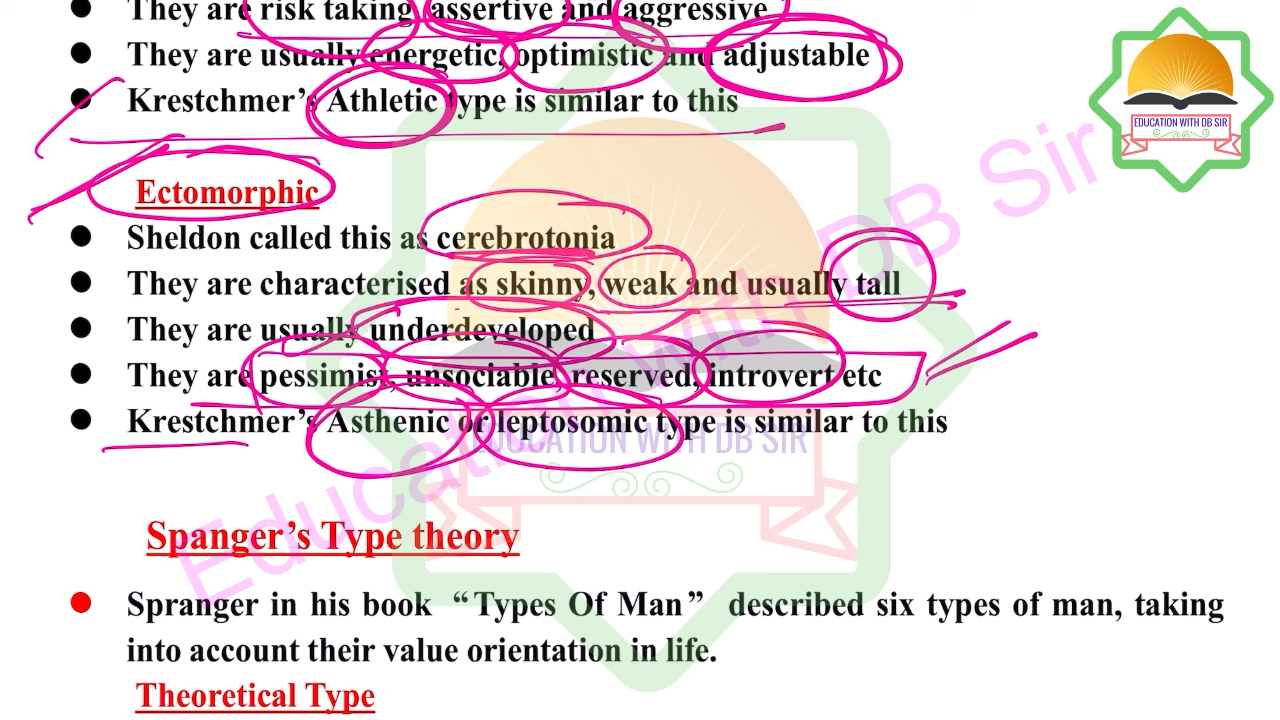 They are risk taking, assertive and aggressive
They are usually energetic, optimistic and adjustable
Krestchmer's Athletic type is similar to this
EDUCATION WITH DB SIR
Ectomorphic
Sheldon called this as cerebrotonia
They are characterised as skinny, weak and usually tall
They are usually underdeveloped
They are pessimist, unsociable, reserved, introvert etc
Krestchmer's Asthenic or leptosomic type is similar to this
EDUCATION WITH DB SIR
Education with DB Sir
Spanger's Type theory
Spranger in his book “Types Of Man” described six types of man, taking
into account their value orientation in life.
Theoretical Type